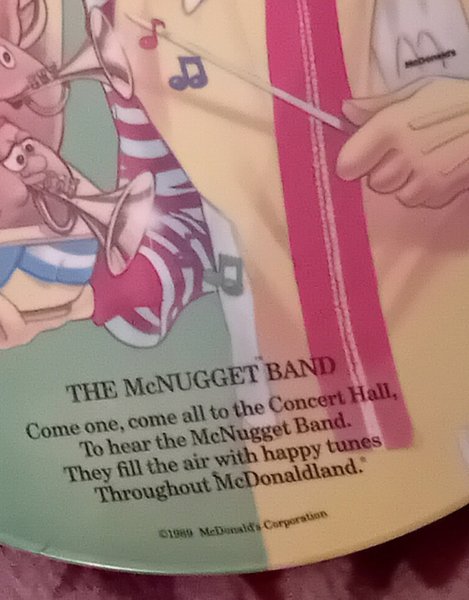 McDonald's
THE McNUGGET™ BAND
Come one, come all to the Concert Hall,
To hear the McNugget Band.
They fill the air with happy tunes
Throughout McDonaldland.®
©1989 McDonald's Corporation